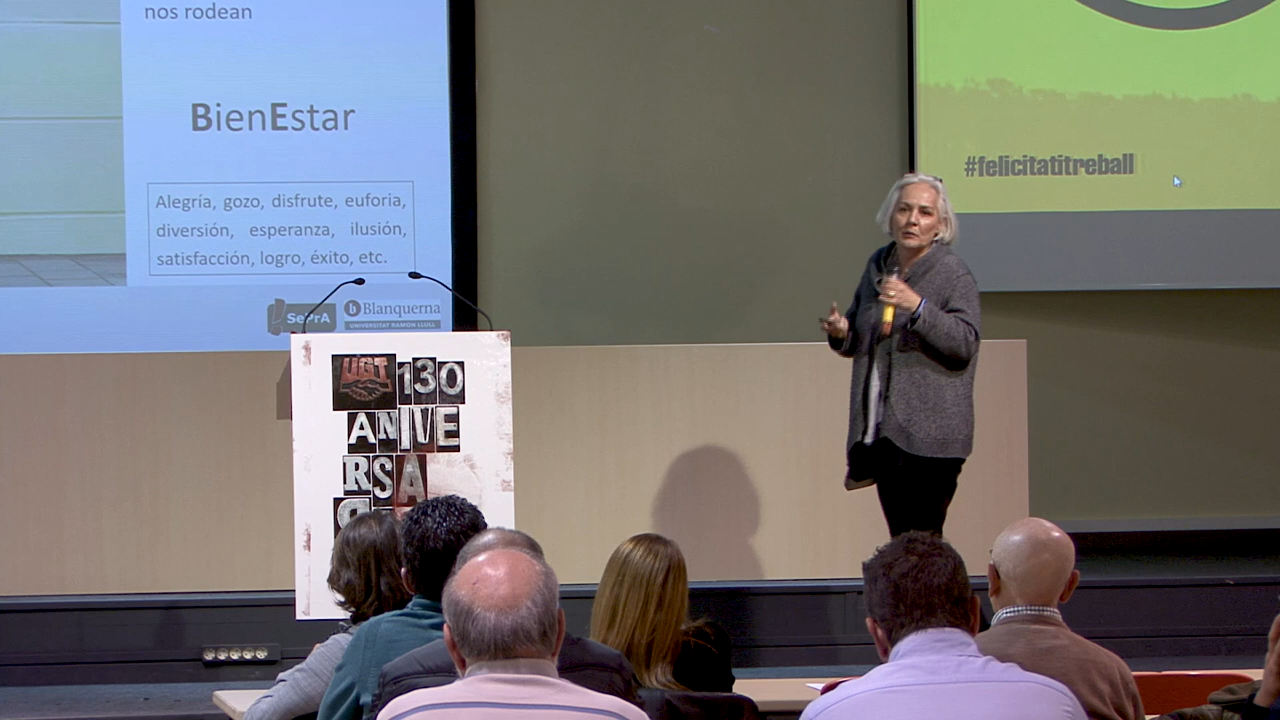 nos rodean
BienEstar
Alegría, gozo, disfrute, euforia,
diversión, esperanza, ilusión,
satisfacción, logro, éxito, etc.
SePrA
Blanquerna
UNIVERSITAT RAMON LLULL
#felicitatitreball
UGT 130
ANIVE
RSA